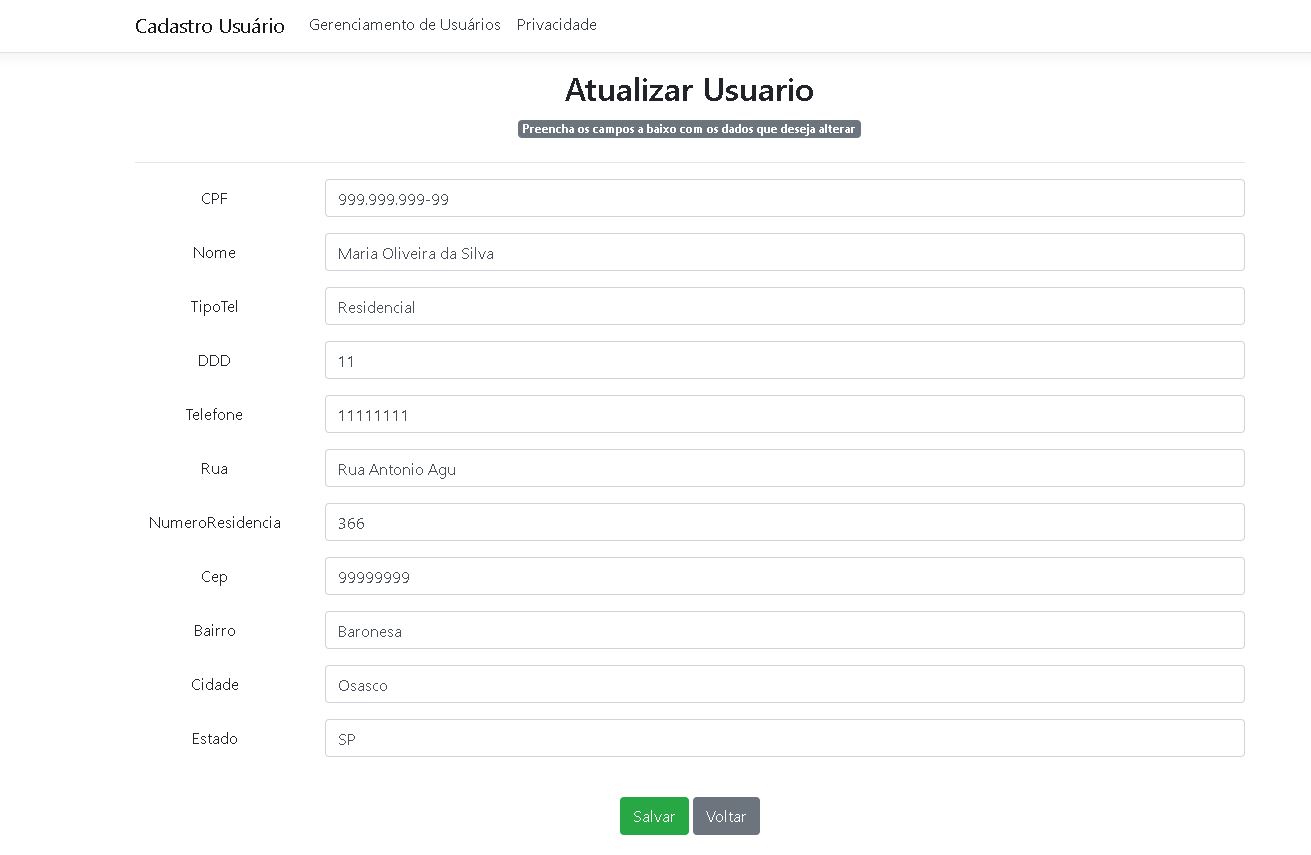 Cadastro Usuário Gerenciamento de Usuários Privacidade
Atualizar Usuario
Preencha os campos a baixo com os dados que deseja alterar
CPF 999.999.999-99
Nome Maria Oliveira da Silva
TipoTel Residencial
DDD 11
Telefone 11111111
Rua Rua Antonio Agu
NumeroResidencia 366
Cep 99999999
Bairro Baronesa
Cidade Osasco
Estado SP
Salvar Voltar